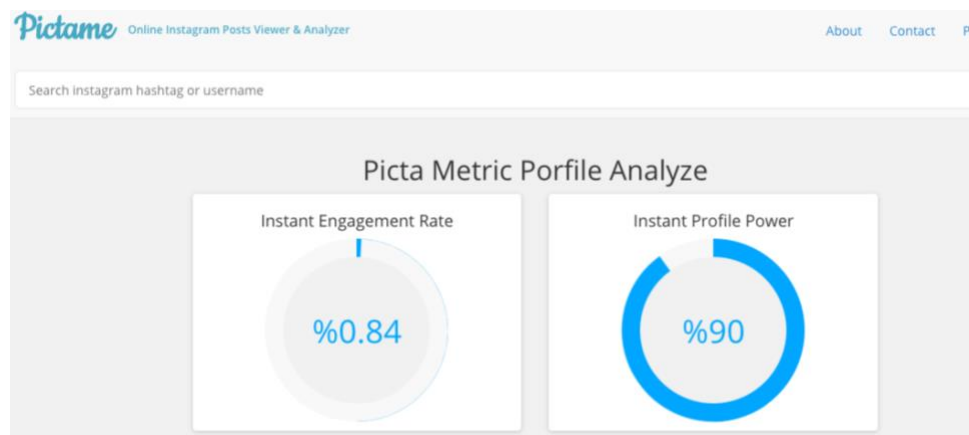 Pictame Online Instagram Posts Viewer & Analyzer About Contact P
Search instagram hashtag or username
Picta Metric Porfile Analyze
Instant Engagement Rate Instant Profile Power
%0.84 %90